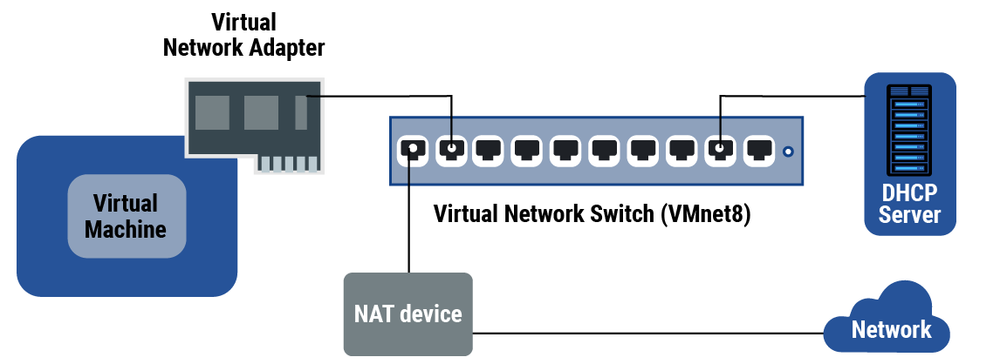 Virtual
Network Adapter
Virtual
Machine
Virtual Network Switch (VMnet8)
DHCP
Server
NAT device
Network